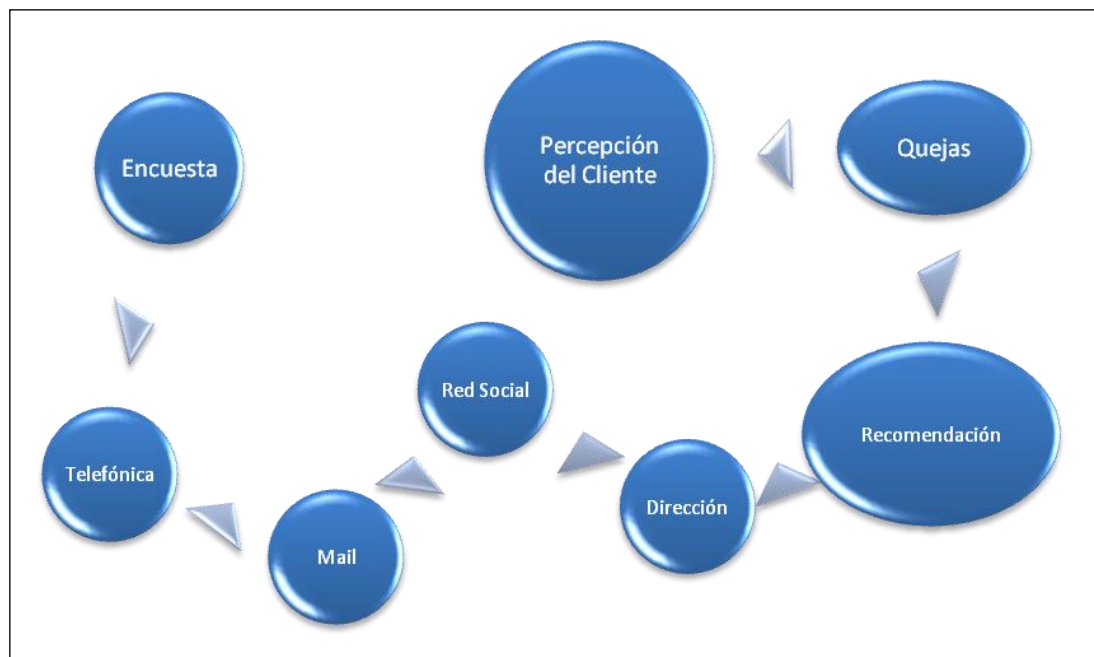 Encuesta
Percepción
del Cliente
Quejas
Red Social
Recomendación
Telefónica
Dirección
Mail